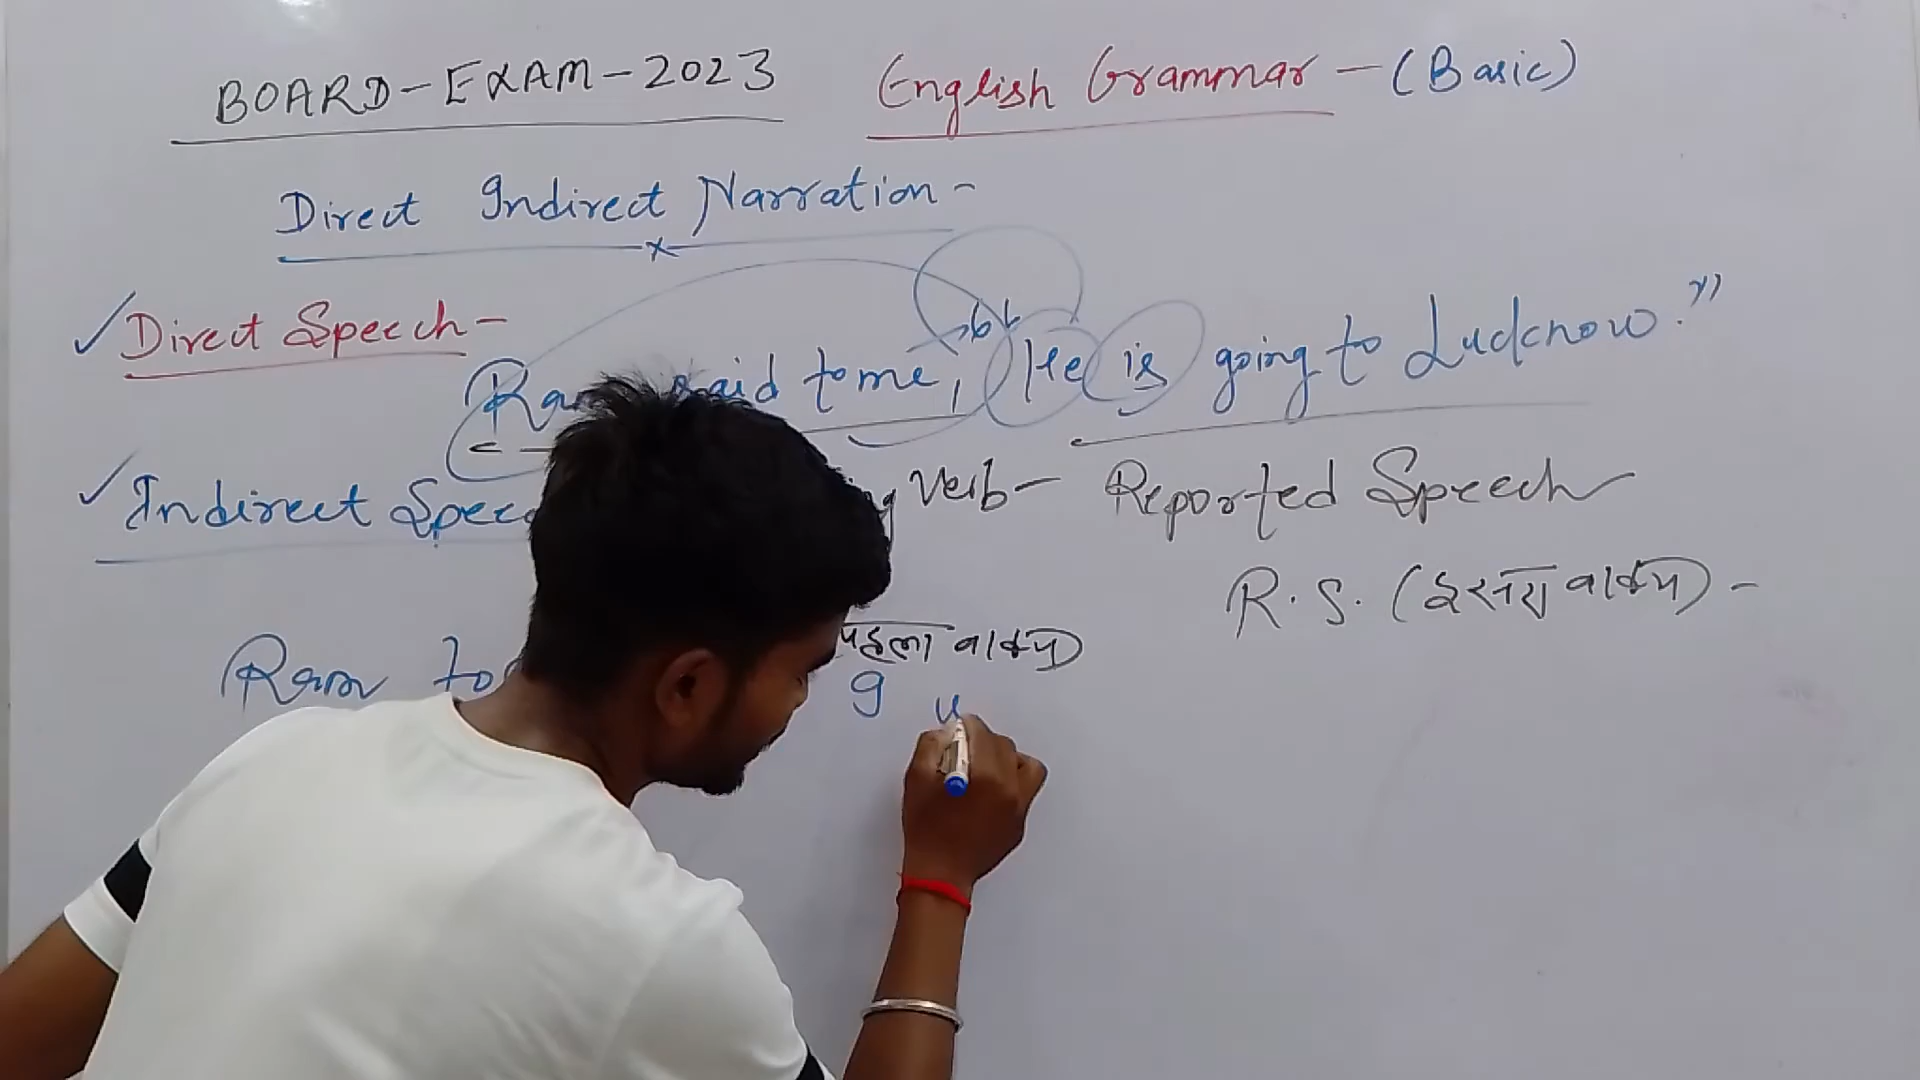 BOARD-EXAM-2023 English Grammar - (Basic)
Direct Indirect Narration -
Direct Speech -
said to me, "He is going to Lucknow."
Indirect Verb - Reported Speech
R. S. (दूसरा वाक्य) -
पहला वाक्य)
Ram